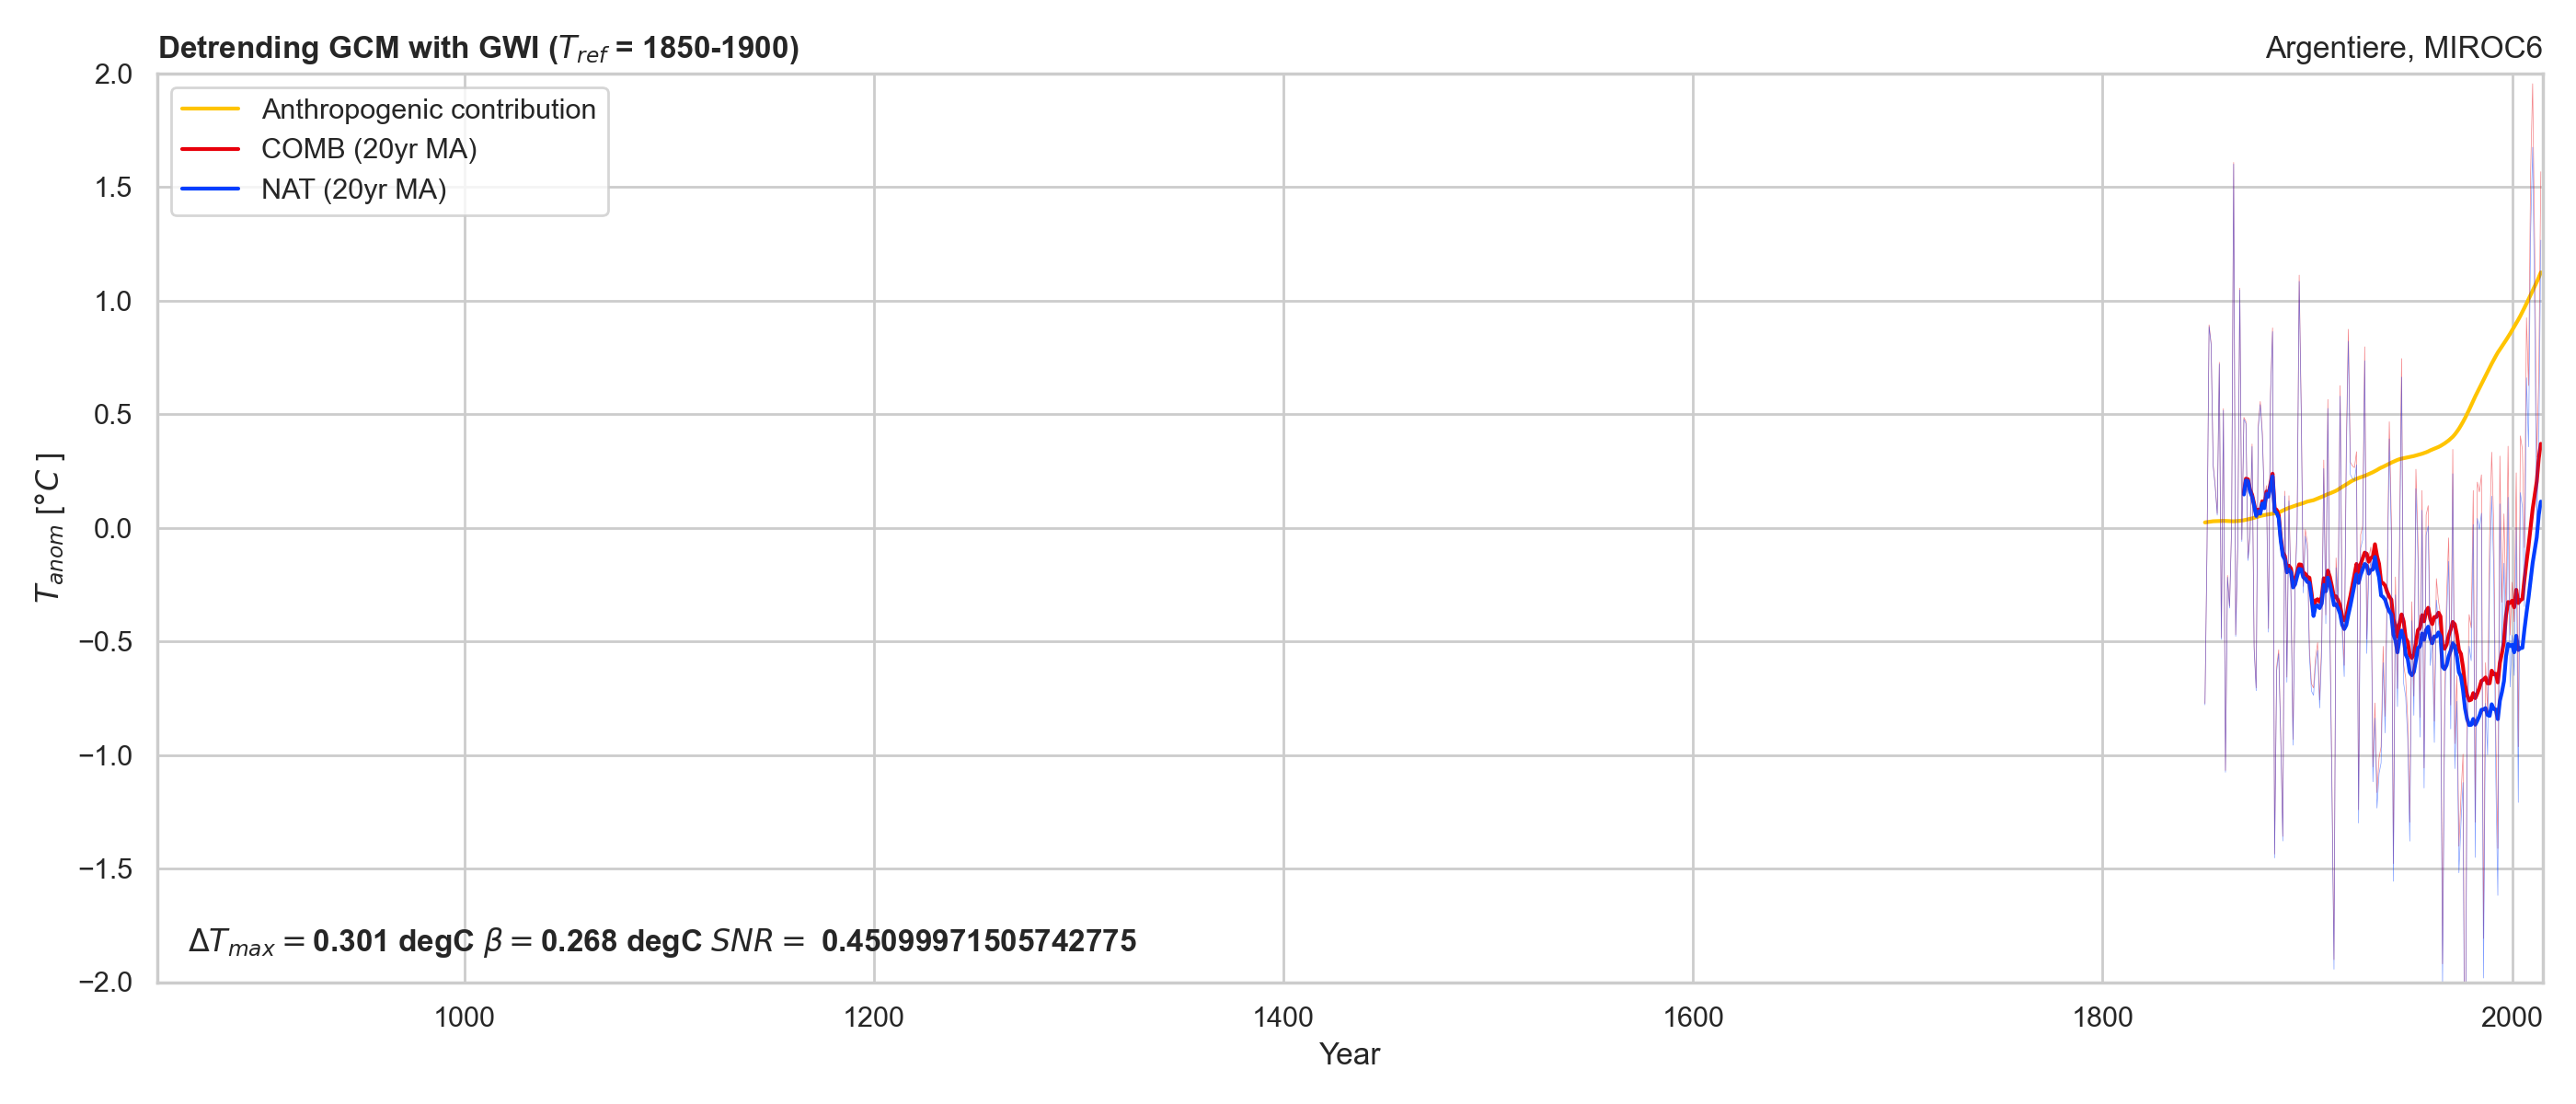 Detrending GCM with GWI (T_ref = 1850-1900)
Argentiere, MIROC6
Anthropogenic contribution
COMB (20yr MA)
NAT (20yr MA)
2.0
1.5
1.0
0.5
0.0
−0.5
−1.0
−1.5
−2.0
T_anom [°C ]
ΔT_max = 0.301 degC β = 0.268 degC SNR = 0.45099971505742775
1000
1200
1400
1600
1800
2000
Year